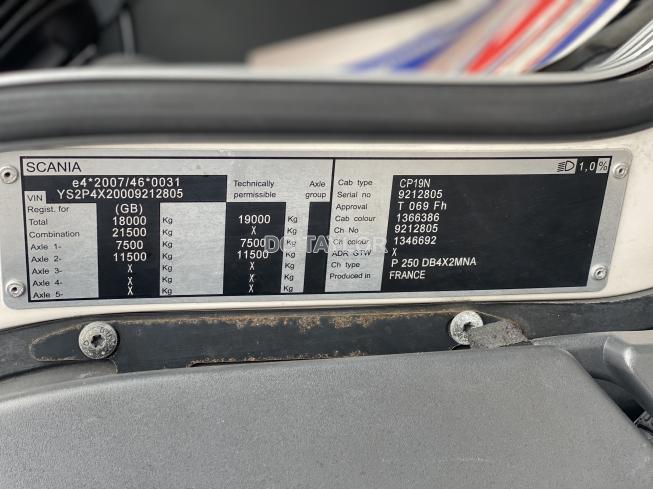 SCANIA 1,0%
e4*2007/46*0031
VIN YS2P4X20009212805
Technically permissible Axle group
Regist. for (GB)
Total 18000 Kg 19000 Kg
Combination 21500 Kg X Kg
Axle 1- 7500 Kg 7500 Kg
Axle 2- 11500 Kg 11500 Kg
Axle 3- X Kg X Kg
Axle 4- X Kg X Kg
Axle 5- X Kg X Kg
Cab type CP19N
Serial no 9212805
Paint type T 069 Fh
Cab colour 1366386
Ch No 9212805
Ch. colour 1346692
ADR GTW X
Ch type P 250 DB4X2MNA
Produced in FRANCE